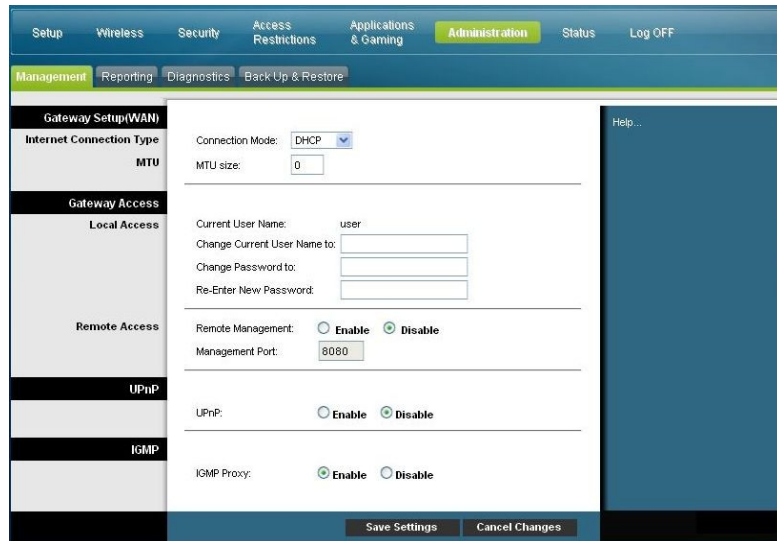 Setup Wireless Security Access Restrictions Applications & Gaming Administration Status Log OFF
Management Reporting Diagnostics Back Up & Restore
Gateway Setup(WAN)
Help...
Internet Connection Type Connection Mode: DHCP
MTU MTU size: 0
Gateway Access
Local Access Current User Name: user
Change Current User Name to:
Change Password to:
Re-Enter New Password:
Remote Access Remote Management: Enable Disable
Management Port: 8080
UPnP
UPnP: Enable Disable
IGMP
IGMP Proxy: Enable Disable
Save Settings Cancel Changes